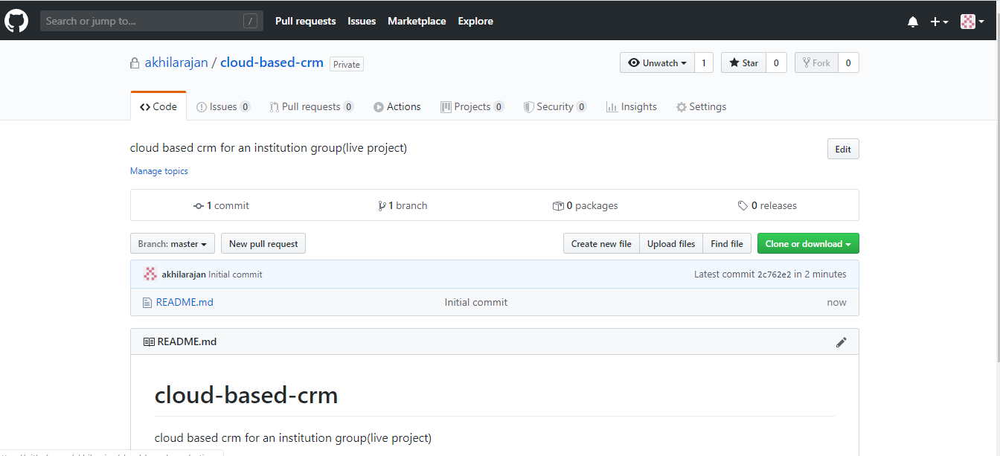 Search or jump to... /
Pull requests Issues Marketplace Explore
akhilarajan / cloud-based-crm Private
Unwatch 1 Star 0 Fork 0
Code Issues 0 Pull requests 0 Actions Projects 0 Security 0 Insights Settings
cloud based crm for an institution group(live project)
Edit
Manage topics
1 commit 1 branch 0 packages 0 releases
Branch: master New pull request Create new file Upload files Find file Clone or download
akhilarajan Initial commit Latest commit 2c762e2 in 2 minutes
README.md Initial commit now
README.md
cloud-based-crm
cloud based crm for an institution group(live project)